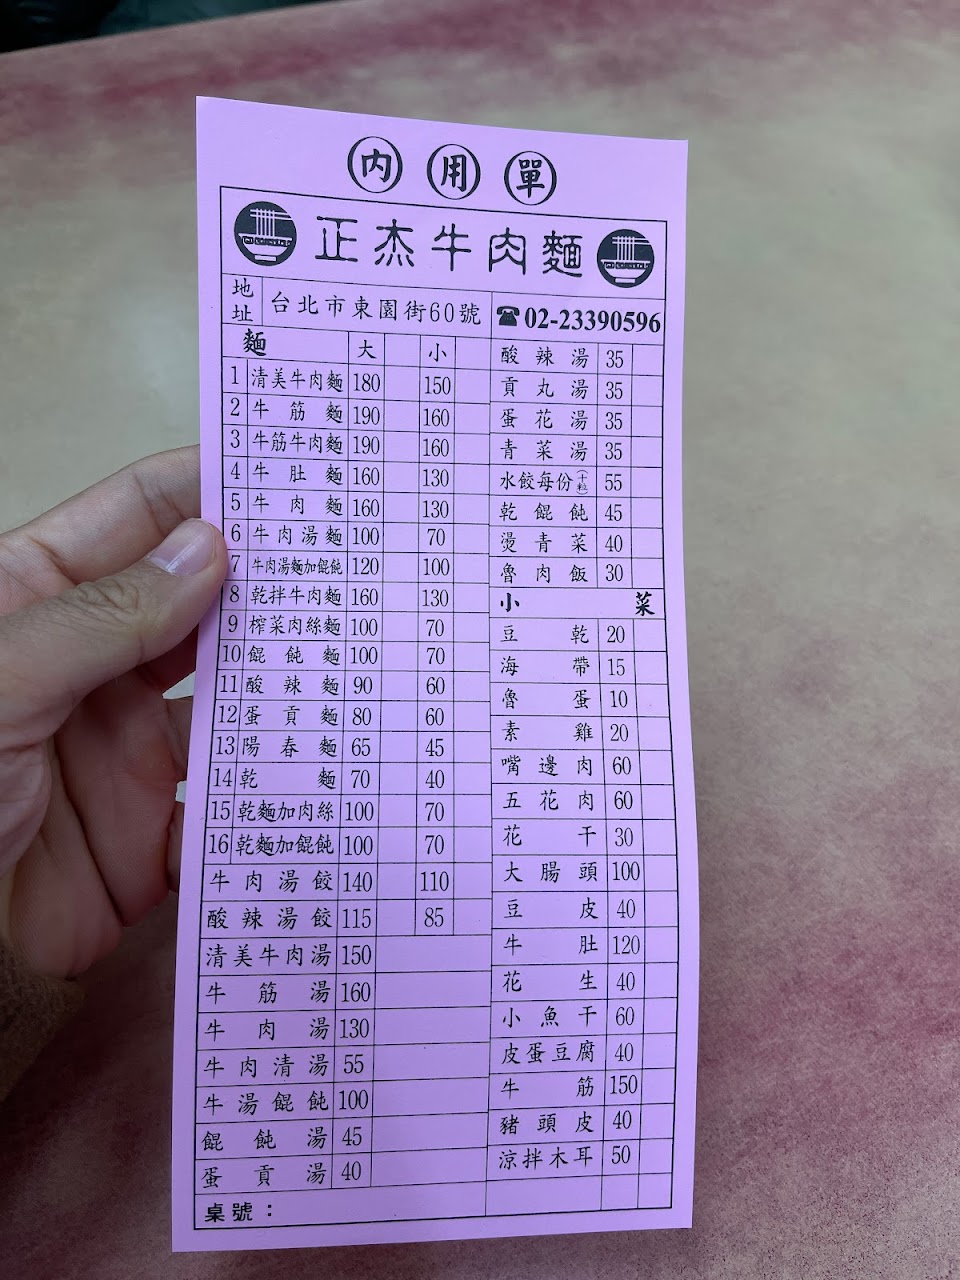 內用單
正杰牛肉麵
地址 台北市東園街60號 ☎02-23390596
麵 大 小
1 清美牛肉麵 180 150
2 牛筋麵 190 160
3 牛筋牛肉麵 190 160
4 牛肚麵 160 130
5 牛肉麵 160 130
6 牛肉湯麵 100 70
7 牛肉湯麵加餛飩 120 100
8 乾拌牛肉麵 160 130
9 榨菜肉絲麵 100 70
10 餛飩麵 100 70
11 酸辣麵 90 60
12 蛋貢麵 80 60
13 陽春麵 65 45
14 乾麵 70 40
15 乾麵加肉絲 100 70
16 乾麵加餛飩 100 70
牛肉湯餃 140 110
酸辣湯餃 115 85
清美牛肉湯 150
牛筋湯 160
牛肉湯 130
牛肉清湯 55
牛湯餛飩 100
餛飩湯 45
蛋貢湯 40
桌號：
酸辣湯 35
貢丸湯 35
蛋花湯 35
青菜湯 35
水餃每份(十粒) 55
乾餛飩 45
燙青菜 40
魯肉飯 30
小菜
豆乾 20
海帶 15
魯蛋 10
素雞 20
嘴邊肉 60
五花肉 60
花干 30
大腸頭 100
豆皮 40
牛肚 120
花生 40
小魚干 60
皮蛋豆腐 40
牛筋 150
豬頭皮 40
涼拌木耳 50